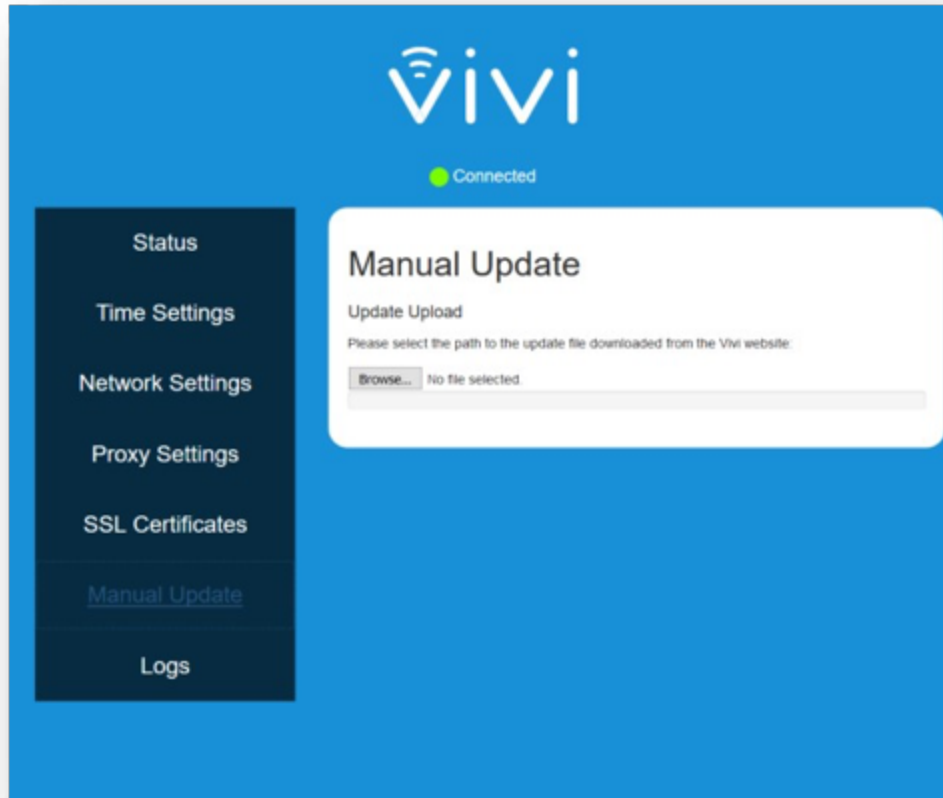 vivi
Connected
Status
Time Settings
Network Settings
Proxy Settings
SSL Certificates
Manual Update
Logs
Manual Update
Update Upload
Please select the path to the update file downloaded from the Vivi website:
Browse... No file selected.